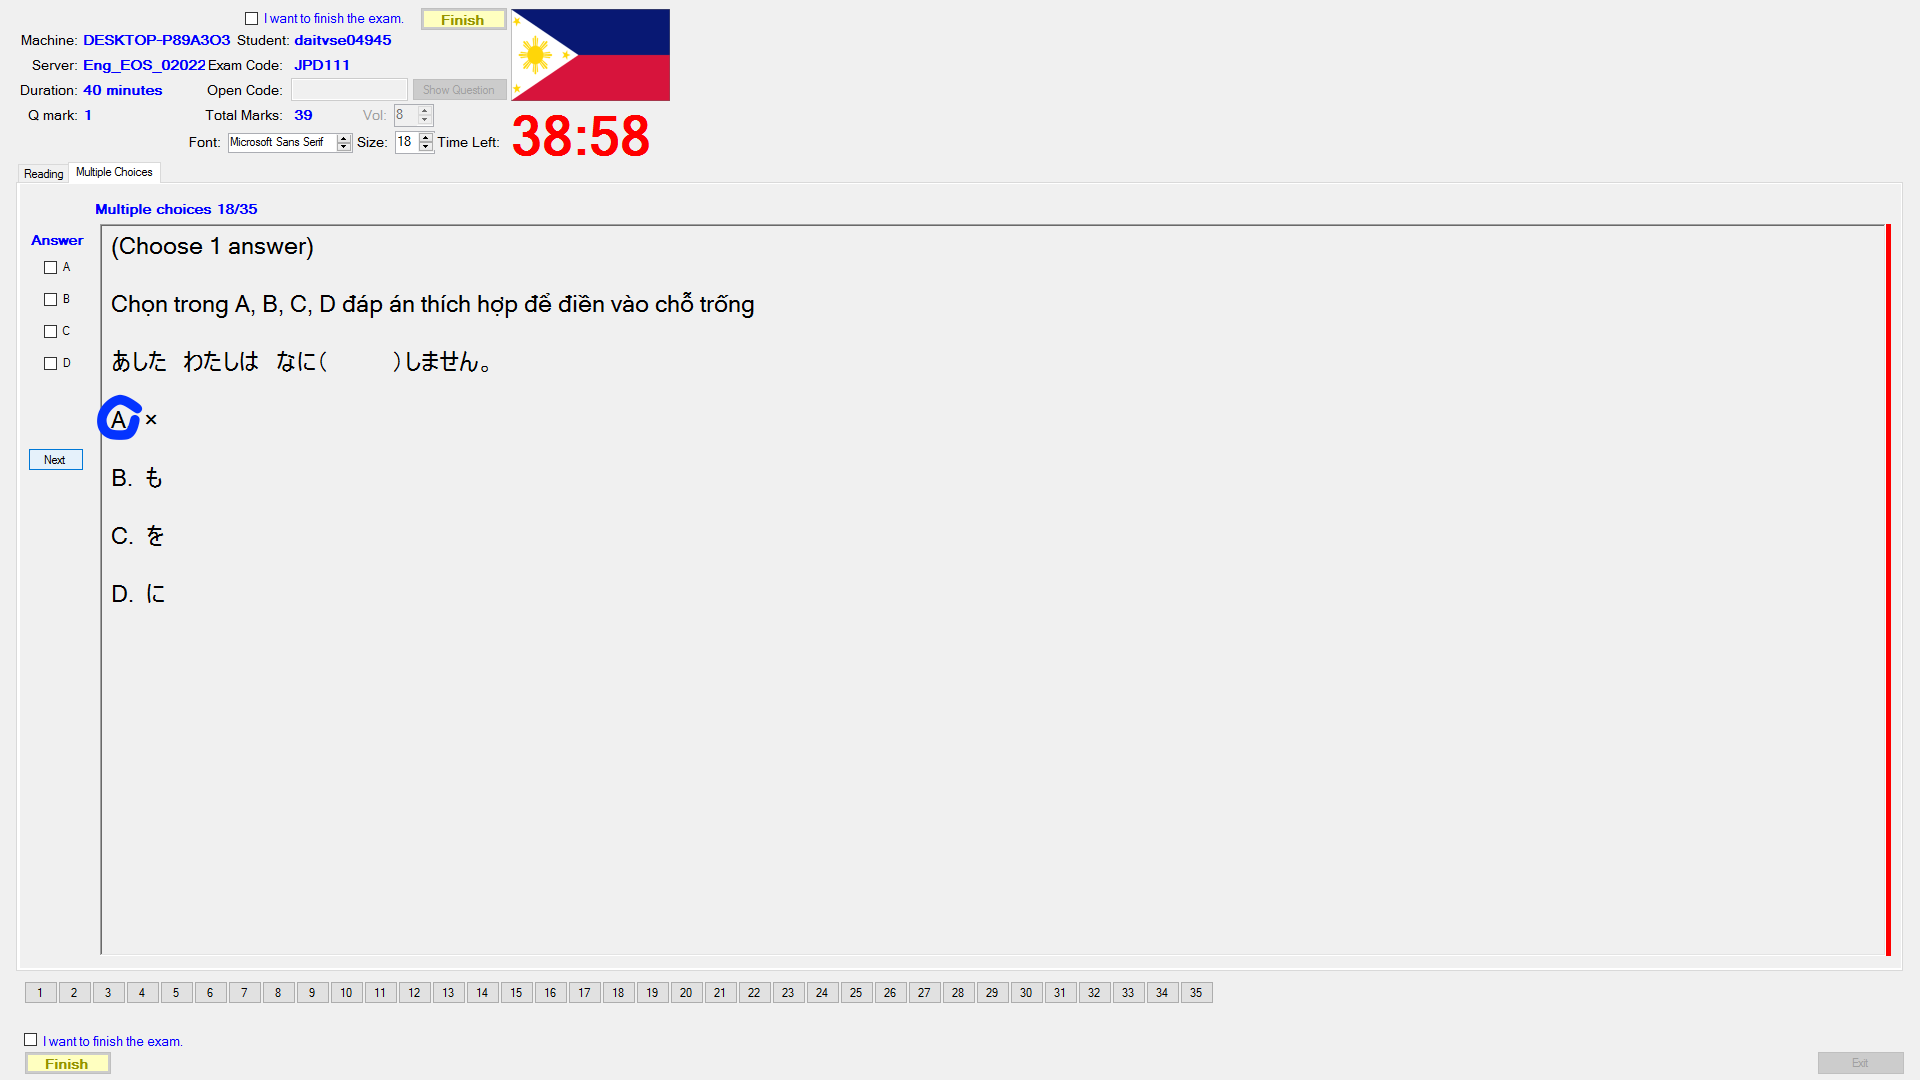 I want to finish the exam.
Finish
Machine: DESKTOP-P89A3O3 Student: daitvse04945
Server: Eng_EOS_02022 Exam Code: JPD111
Duration: 40 minutes Open Code: Show Question
Q mark: 1 Total Marks: 39 Vol: 8
Font: Microsoft Sans Serif Size: 18 Time Left: 38:58
Reading Multiple Choices
Multiple choices 18/35
Answer
A
B
C
D
Next
(Choose 1 answer)
Chọn trong A, B, C, D đáp án thích hợp để điền vào chỗ trống
あした わたしは なに( )しません。
A ×
B. も
C. を
D. に
1 2 3 4 5 6 7 8 9 10 11 12 13 14 15 16 17 18 19 20 21 22 23 24 25 26 27 28 29 30 31 32 33 34 35
I want to finish the exam.
Finish
Exit